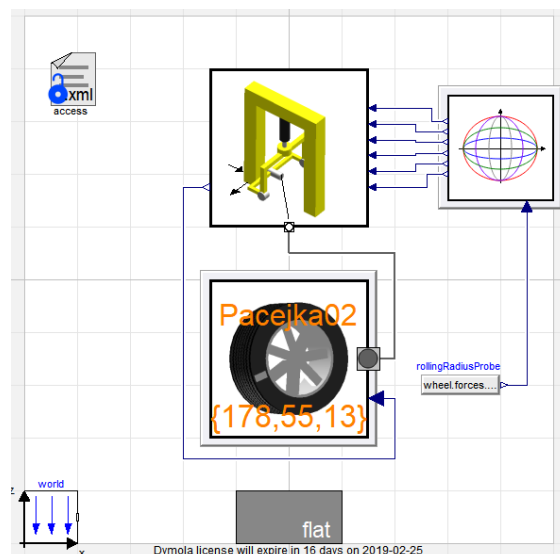 xml
access
Pacejka02
rollingRadiusProbe
wheel.forces....
{178,55,13}
world
z
x
flat
Dymola license will expire in 16 days on 2019-02-25